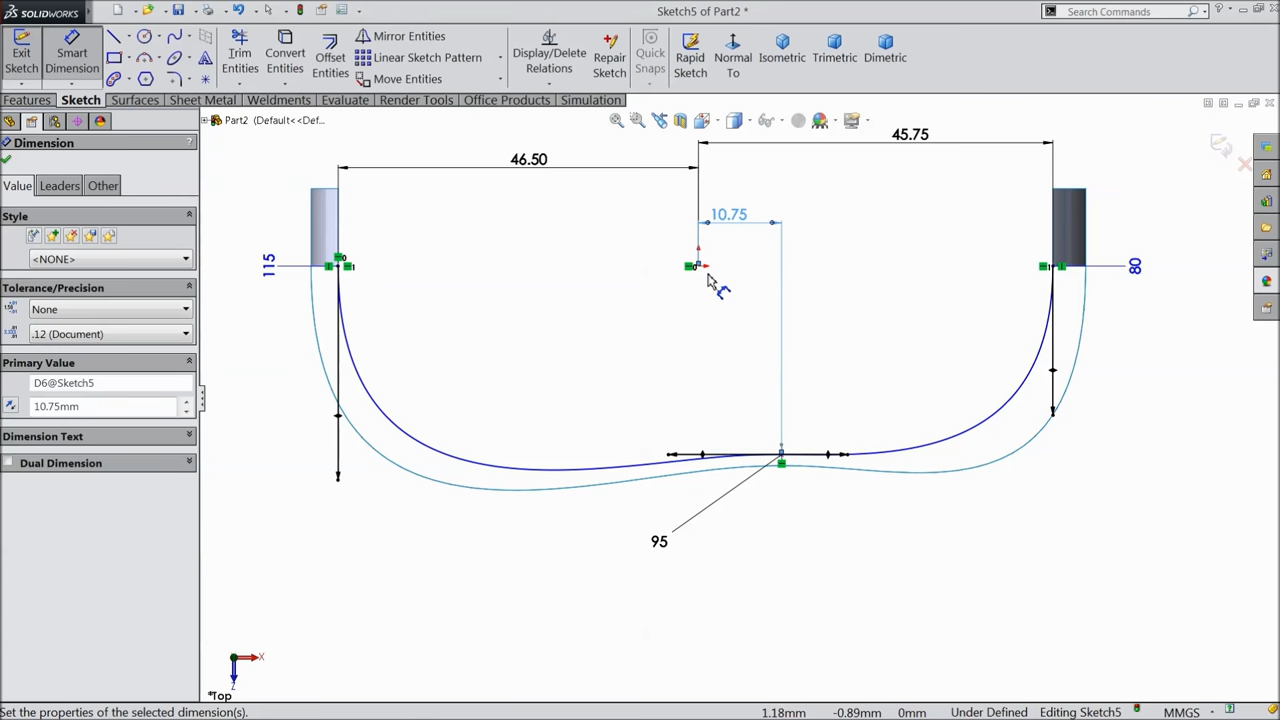 SOLIDWORKS
Sketch5 of Part2 *
Search Commands
Exit Sketch
Smart Dimension
Trim Entities
Convert Entities
Offset Entities
Mirror Entities
Linear Sketch Pattern
Move Entities
Display/Delete Relations
Repair Sketch
Quick Snaps
Rapid Sketch
Normal To
Isometric
Trimetric
Dimetric
Features
Sketch
Surfaces
Sheet Metal
Weldments
Evaluate
Render Tools
Office Products
Simulation
Part2 (Default<<Def...
Dimension
?
Value
Leaders
Other
Style
<NONE>
Tolerance/Precision
None
.12 (Document)
Primary Value
D6@Sketch5
10.75mm
Dimension Text
Dual Dimension
46.50
45.75
10.75
115
80
95
X
Z
*Top
Set the properties of the selected dimension(s).
1.18mm
-0.89mm
0mm
Under Defined
Editing Sketch5
MMGS